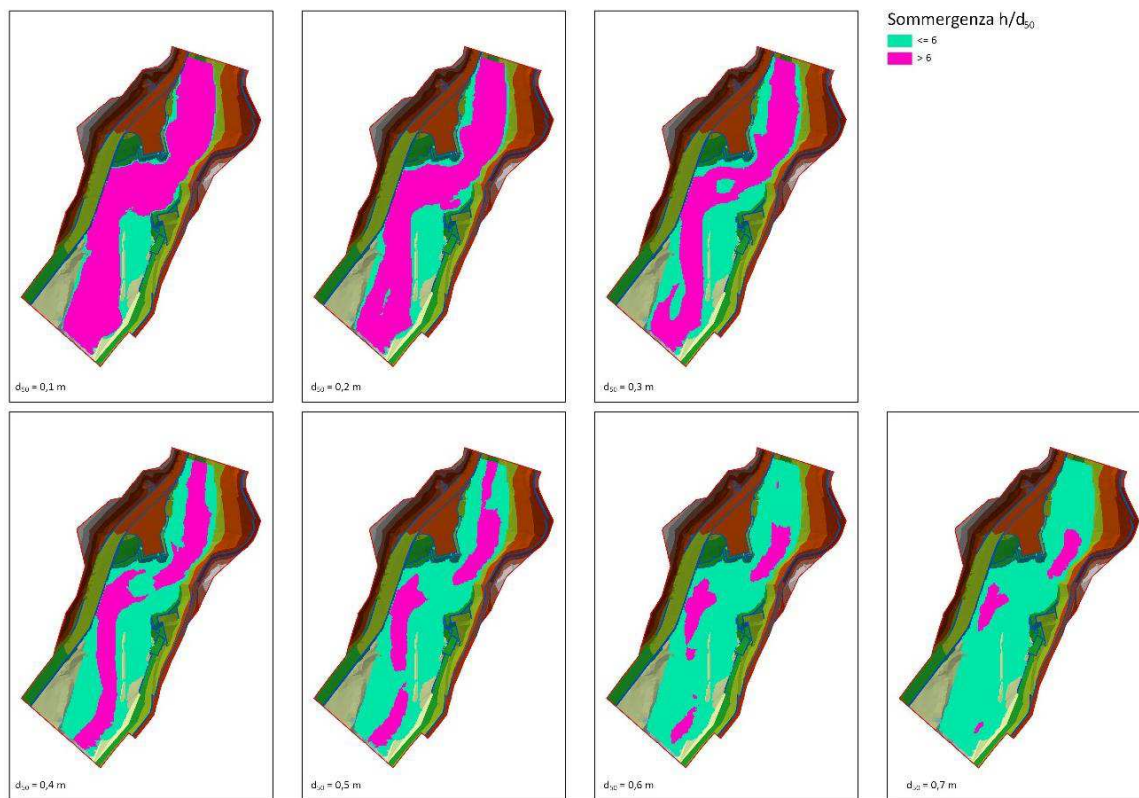 Sommergenza h/d50
<= 6
> 6
d50 = 0,1 m
d50 = 0,2 m
d50 = 0,3 m
d50 = 0,4 m
d50 = 0,5 m
d50 = 0,6 m
d50 = 0,7 m